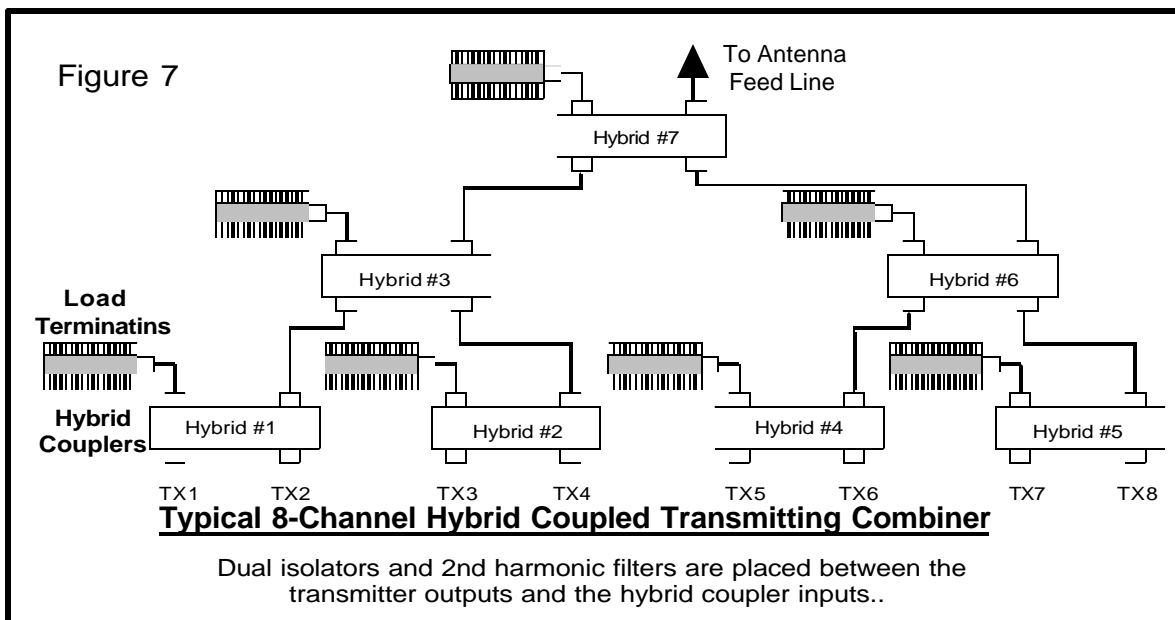 Figure 7
To Antenna
Feed Line
Hybrid #7
Hybrid #3
Hybrid #6
Load
Terminatins
Hybrid
Couplers
Hybrid #1
Hybrid #2
Hybrid #4
Hybrid #5
TX1 TX2 TX3 TX4 TX5 TX6 TX7 TX8
Typical 8-Channel Hybrid Coupled Transmitting Combiner
Dual isolators and 2nd harmonic filters are placed between the
transmitter outputs and the hybrid coupler inputs..